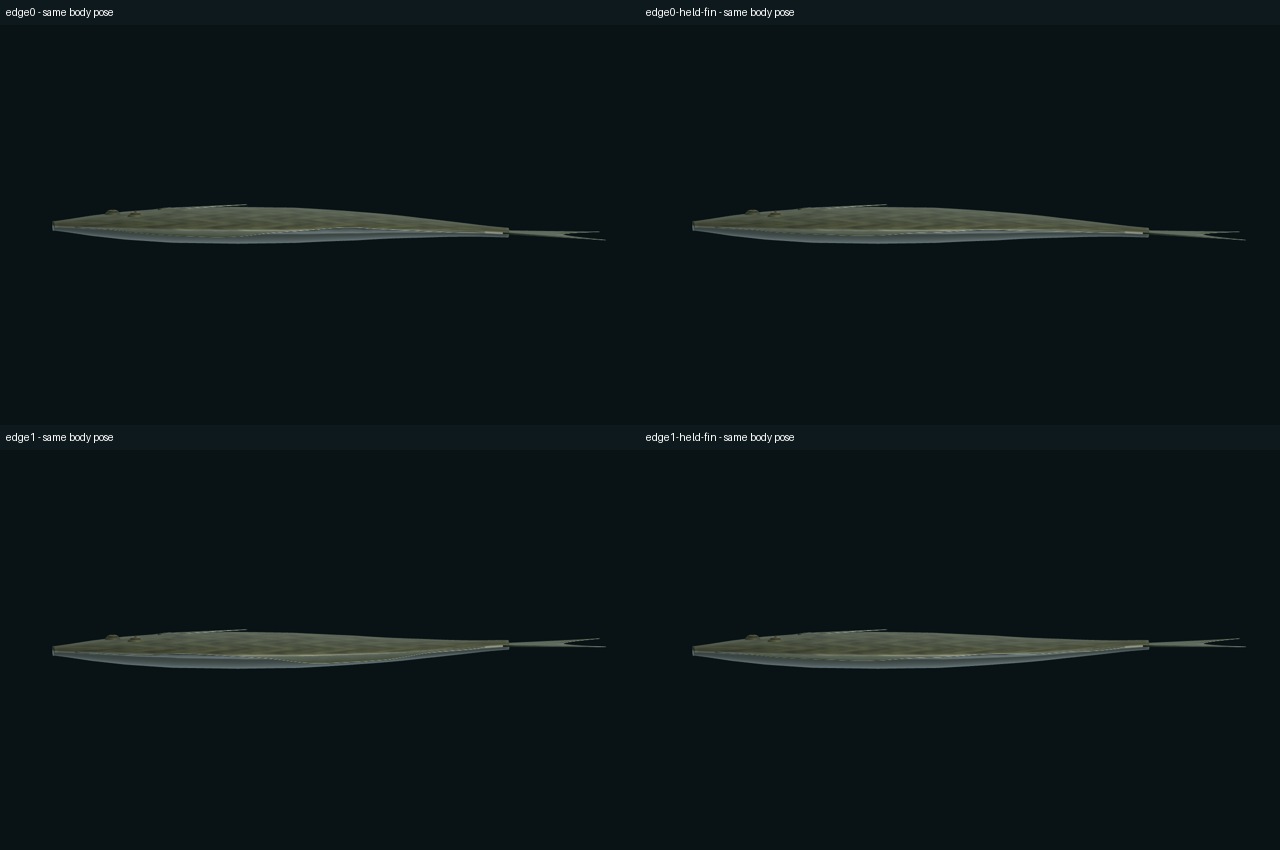 edge0 - same body pose
edge0-held-fin - same body pose
edge1 - same body pose
edge1-held-fin - same body pose